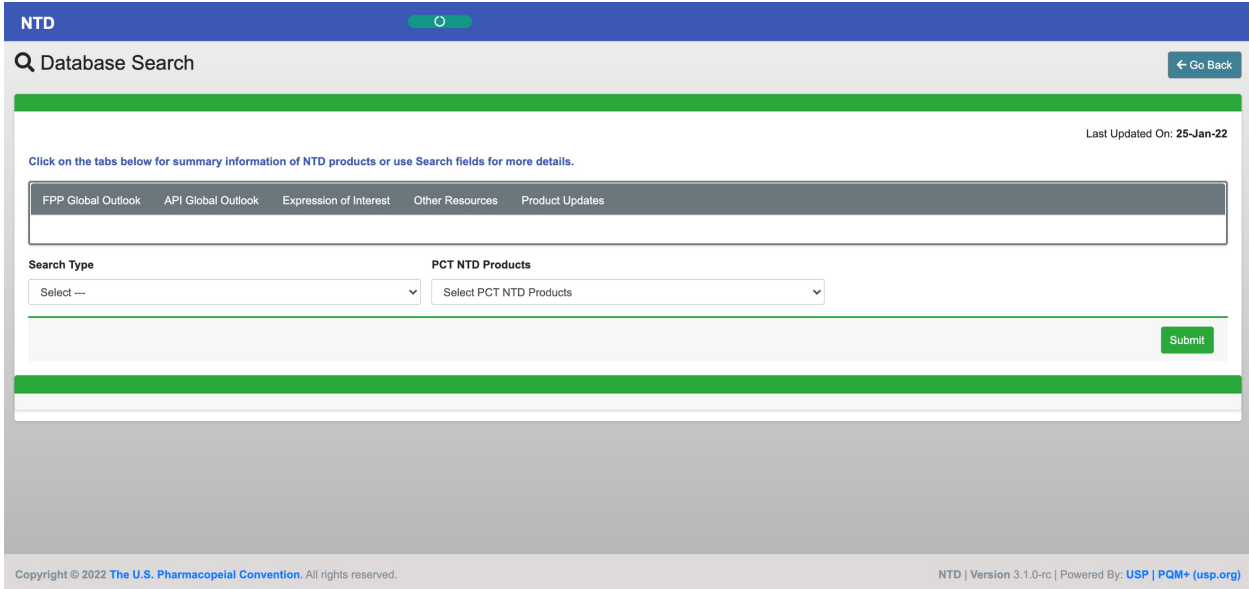 NTD
Database Search
Go Back
Last Updated On: 25-Jan-22
Click on the tabs below for summary information of NTD products or use Search fields for more details.
FPP Global Outlook API Global Outlook Expression of Interest Other Resources Product Updates
Search Type PCT NTD Products
Select --- Select PCT NTD Products
Submit
Copyright © 2022 The U.S. Pharmacopeial Convention. All rights reserved. NTD | Version 3.1.0-rc | Powered By: USP | PQM+ (usp.org)